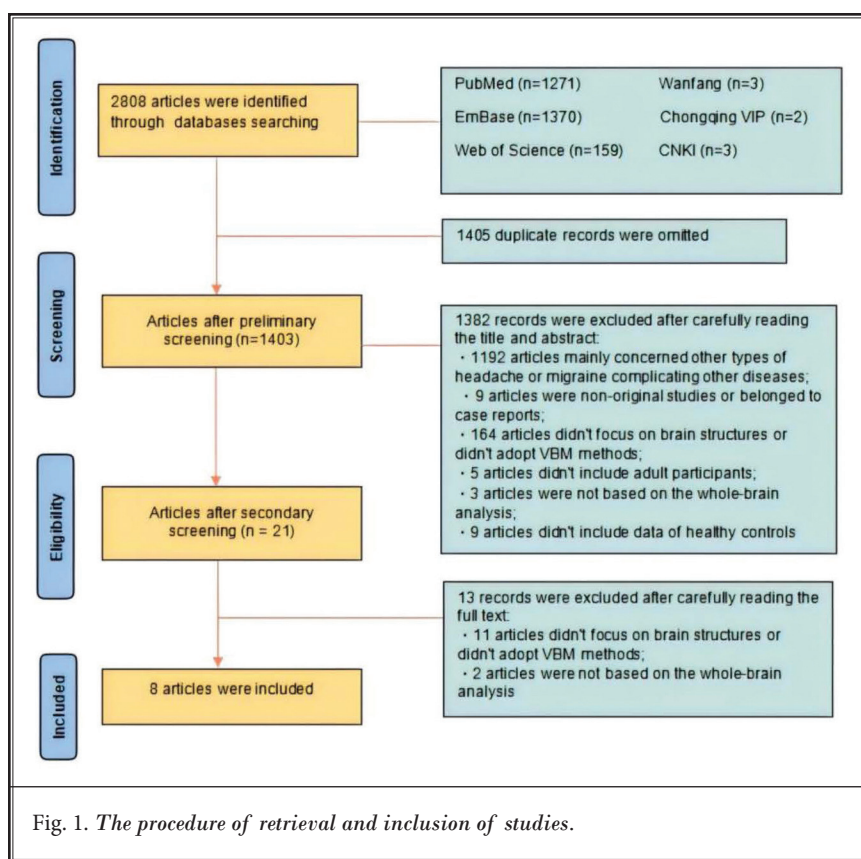 Identification
2808 articles were identified
through databases searching
PubMed (n=1271) Wanfang (n=3)
EmBase (n=1370) Chongqing VIP (n=2)
Web of Science (n=159) CNKI (n=3)
1405 duplicate records were omitted
Screening
Articles after preliminary
screening (n=1403)
1382 records were excluded after carefully reading
the title and abstract:
· 1192 articles mainly concerned other types of
headache or migraine complicating other diseases;
· 9 articles were non-original studies or belonged to
case reports;
· 164 articles didn't focus on brain structures or
didn't adopt VBM methods;
· 5 articles didn't include adult participants;
· 3 articles were not based on the whole-brain
analysis;
· 9 articles didn't include data of healthy controls
Eligibility
Articles after secondary
screening (n = 21)
13 records were excluded after carefully reading the
full text:
· 11 articles didn't focus on brain structures or
didn't adopt VBM methods;
· 2 articles were not based on the whole-brain
analysis
Included
8 articles were included
Fig. 1. The procedure of retrieval and inclusion of studies.